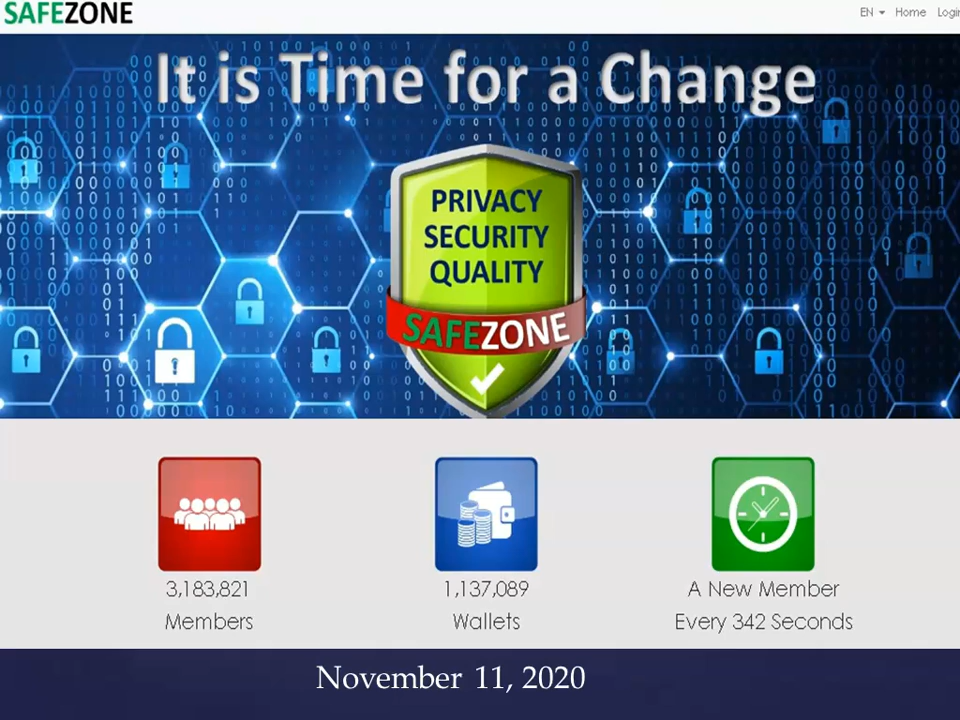 SAFEZONE
EN Home Login
It is Time for a Change
PRIVACY
SECURITY
QUALITY
SAFEZONE
3,183,821
Members
1,137,089
Wallets
A New Member
Every 342 Seconds
November 11, 2020